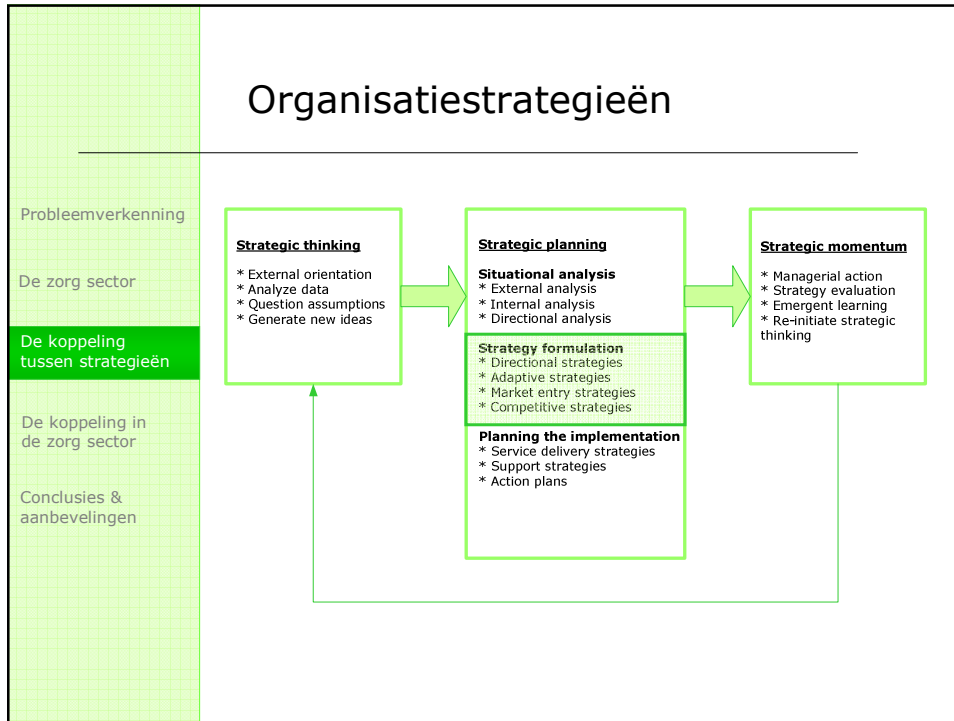 Organisatiestrategieën
Probleemverkenning
De zorg sector
De koppeling
tussen strategieën
De koppeling in
de zorg sector
Conclusies &
aanbevelingen
Strategic thinking
* External orientation
* Analyze data
* Question assumptions
* Generate new ideas
Strategic planning
Situational analysis
* External analysis
* Internal analysis
* Directional analysis
Strategy formulation
* Directional strategies
* Adaptive strategies
* Market entry strategies
* Competitive strategies
Planning the implementation
* Service delivery strategies
* Support strategies
* Action plans
Strategic momentum
* Managerial action
* Strategy evaluation
* Emergent learning
* Re-initiate strategic
thinking